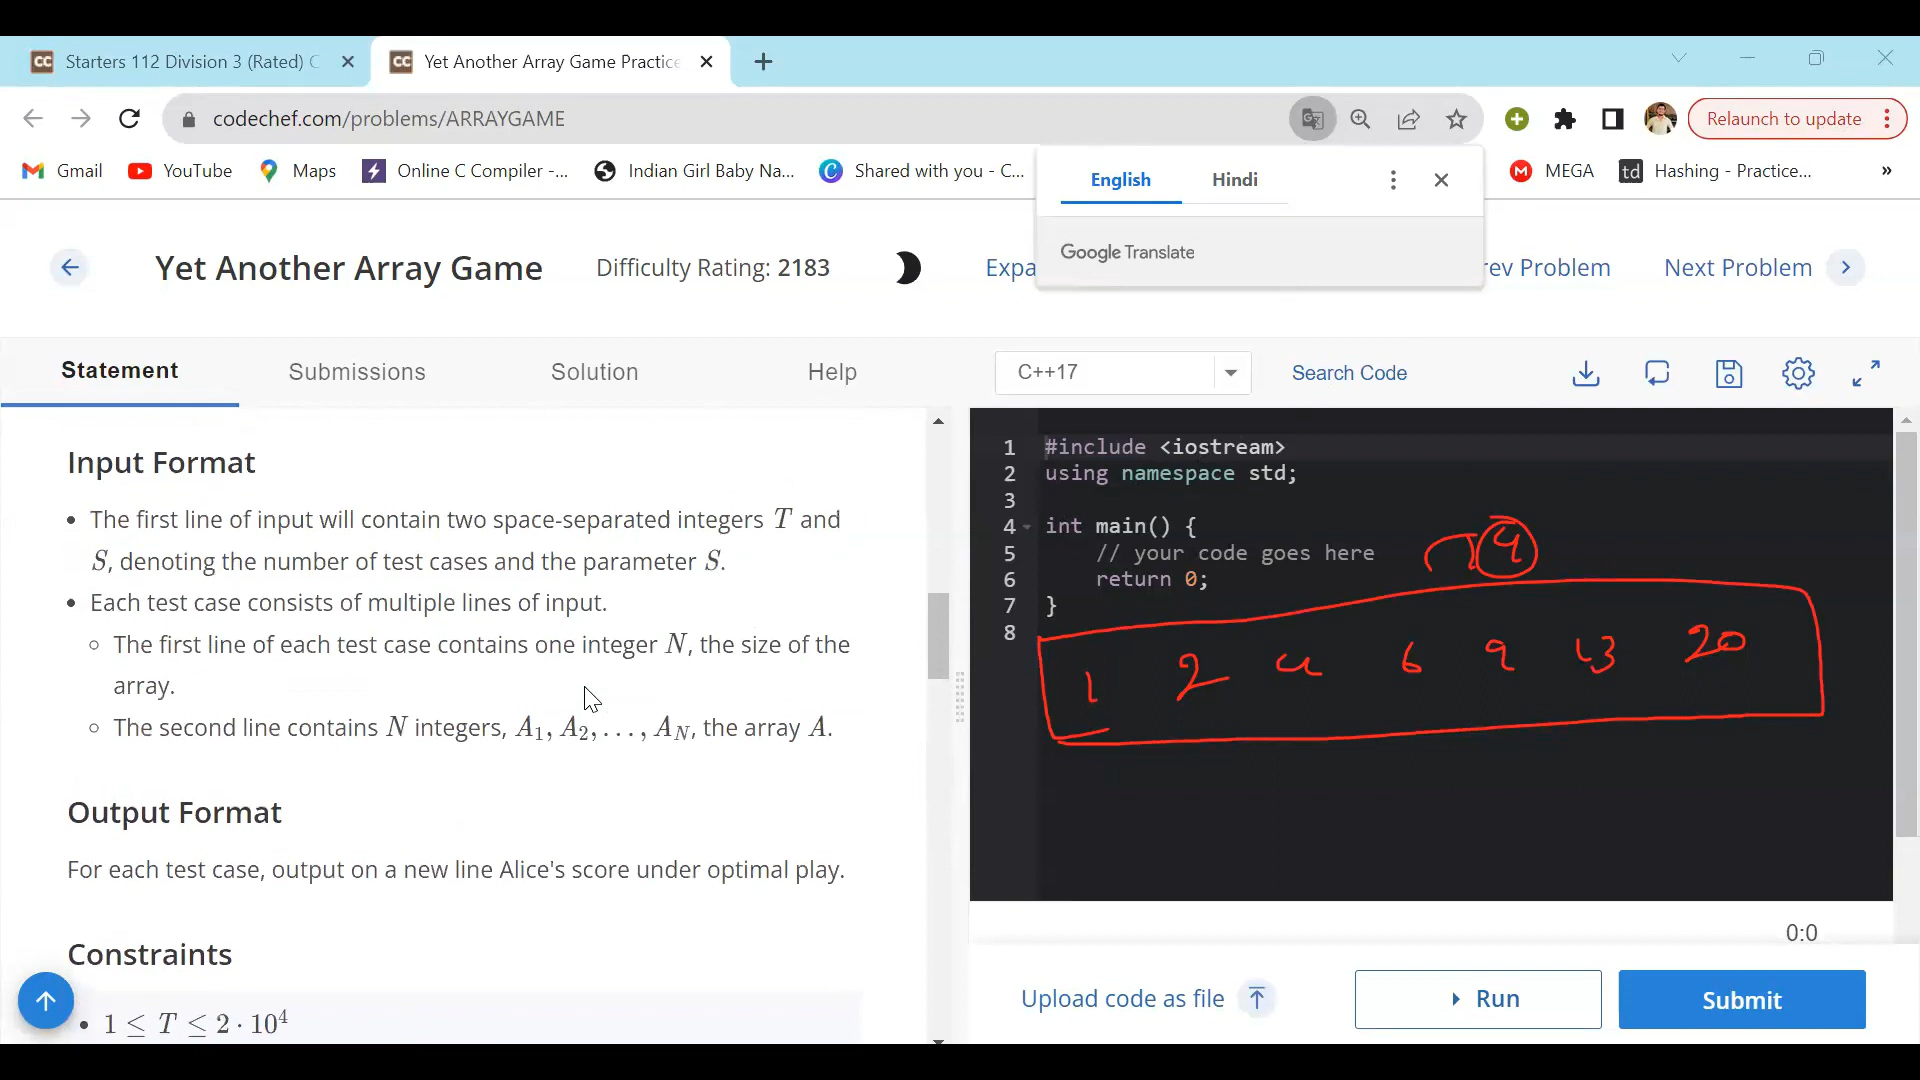 Starters 112 Division 3 (Rated) C
Yet Another Array Game Practice
codechef.com/problems/ARRAYGAME
Relaunch to update
Gmail
YouTube
Maps
Online C Compiler -...
Indian Girl Baby Na...
Shared with you - C...
MEGA
Hashing - Practice...
»
English
Hindi
Google Translate
Yet Another Array Game
Difficulty Rating: 2183
Expa
rev Problem
Next Problem
Statement
Submissions
Solution
Help
C++17
Search Code
Input Format
• The first line of input will contain two space-separated integers T and
S, denoting the number of test cases and the parameter S.
• Each test case consists of multiple lines of input.
◦ The first line of each test case contains one integer N, the size of the
array.
◦ The second line contains N integers, A₁, A₂, ..., A_N, the array A.
Output Format
For each test case, output on a new line Alice's score under optimal play.
Constraints
• 1 ≤ T ≤ 2 · 10⁴
1 #include <iostream>
2 using namespace std;
3
4 int main() {
5 // your code goes here
6 return 0;
7 }
8
9
1 2 4 6 9 13 20
0:0
Upload code as file
Run
Submit